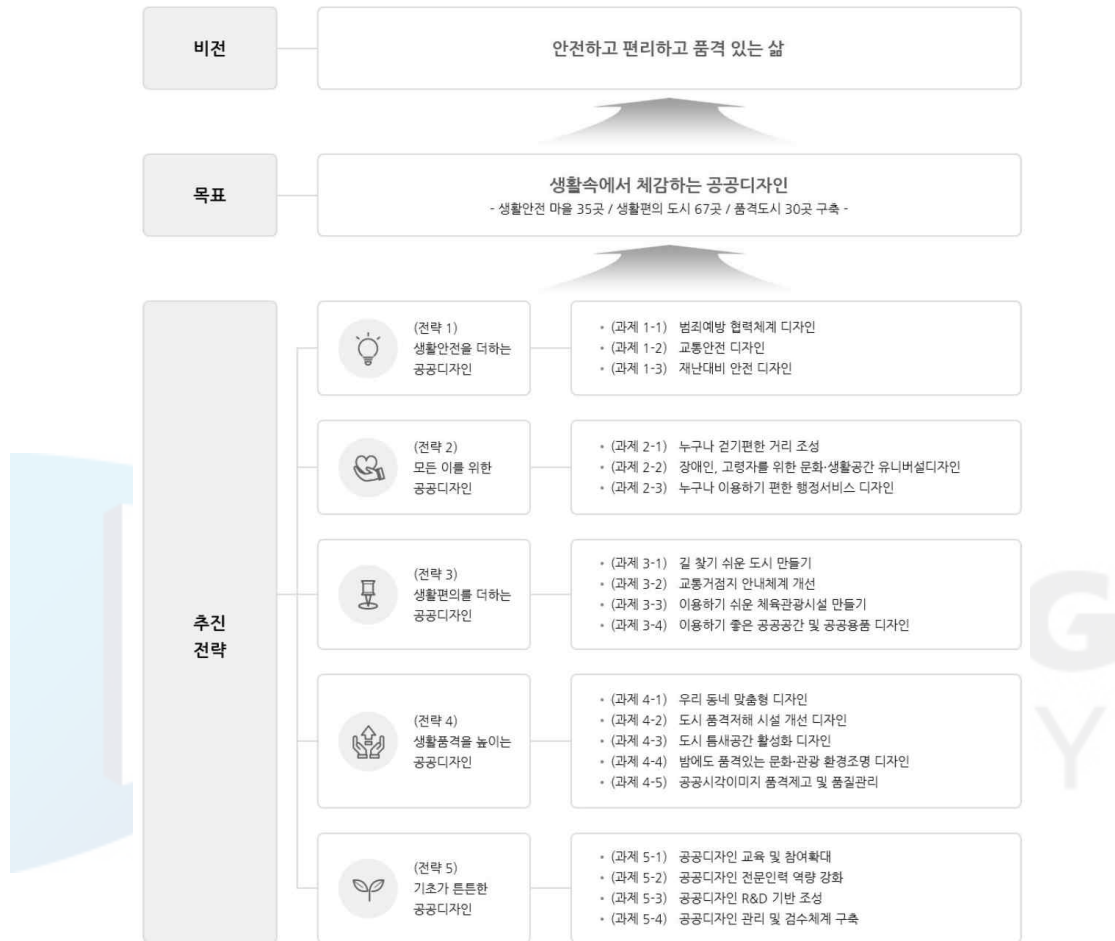 비전
안전하고 편리하고 품격 있는 삶
목표
생활속에서 체감하는 공공디자인
- 생활안전 마을 35곳 / 생활편의 도시 67곳 / 품격도시 30곳 구축 -
추진
전략
(전략 1)
생활안전을 더하는
공공디자인
• (과제 1-1) 범죄예방 협력체계 디자인
• (과제 1-2) 교통안전 디자인
• (과제 1-3) 재난대비 안전 디자인
(전략 2)
모든 이를 위한
공공디자인
• (과제 2-1) 누구나 걷기편한 거리 조성
• (과제 2-2) 장애인, 고령자를 위한 문화·생활공간 유니버설디자인
• (과제 2-3) 누구나 이용하기 편한 행정서비스 디자인
(전략 3)
생활편의를 더하는
공공디자인
• (과제 3-1) 길 찾기 쉬운 도시 만들기
• (과제 3-2) 교통거점지 안내체계 개선
• (과제 3-3) 이용하기 쉬운 체육관광시설 만들기
• (과제 3-4) 이용하기 좋은 공공공간 및 공공용품 디자인
(전략 4)
생활품격을 높이는
공공디자인
• (과제 4-1) 우리 동네 맞춤형 디자인
• (과제 4-2) 도시 품격저해 시설 개선 디자인
• (과제 4-3) 도시 틈새공간 활성화 디자인
• (과제 4-4) 밤에도 품격있는 문화·관광 환경조명 디자인
• (과제 4-5) 공공시각이미지 품격제고 및 품질관리
(전략 5)
기초가 튼튼한
공공디자인
• (과제 5-1) 공공디자인 교육 및 참여확대
• (과제 5-2) 공공디자인 전문인력 역량 강화
• (과제 5-3) 공공디자인 R&D 기반 조성
• (과제 5-4) 공공디자인 관리 및 검수체계 구축
G
Y